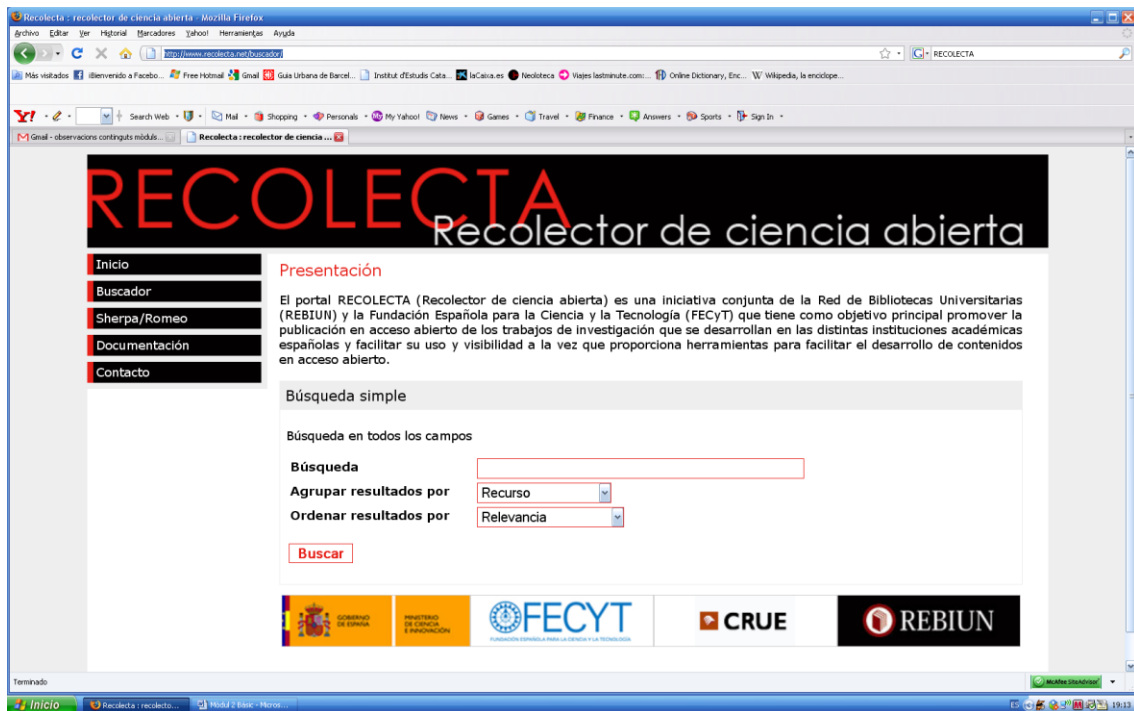 Recolecta : recolector de ciencia abierta - Mozilla Firefox
Archivo Editar Ver Historial Marcadores Yahoo! Herramientas Ayuda
http://www.recolecta.net/buscador/ RECOLECTA
Más visitados Bienvenido a Facebo... Free Hotmail Gmail Guia Urbana de Barcel... Institut d'Estudis Cata... laCaixa.es Neoloteca Viajes lastminute.com:... Online Dictionary, Enc... Wikipedia, la enciclope...
Y! Search Web Mail Shopping Personals My Yahoo! News Games Travel Finance Answers Sports Sign In
Gmail - observacions continguts mòduls... Recolecta : recolector de ciencia ...
RECOLECTA
Recolector de ciencia abierta
Inicio
Buscador
Sherpa/Romeo
Documentación
Contacto
Presentación
El portal RECOLECTA (Recolector de ciencia abierta) es una iniciativa conjunta de la Red de Bibliotecas Universitarias
(REBIUN) y la Fundación Española para la Ciencia y la Tecnología (FECyT) que tiene como objetivo principal promover la
publicación en acceso abierto de los trabajos de investigación que se desarrollan en las distintas instituciones académicas
españolas y facilitar su uso y visibilidad a la vez que proporciona herramientas para facilitar el desarrollo de contenidos
en acceso abierto.
Búsqueda simple
Búsqueda en todos los campos
Búsqueda
Agrupar resultados por Recurso
Ordenar resultados por Relevancia
Buscar
GOBIERNO
DE ESPAÑA
MINISTERIO
DE CIENCIA
E INNOVACIÓN
FECYT
FUNDACIÓN ESPAÑOLA PARA LA CIENCIA Y LA TECNOLOGÍA
CRUE
REBIUN
Terminado McAfee SiteAdvisor
Inicio Recolecta : recolecto... Mòdul 2 Bàsic - Micros... ES 19:13